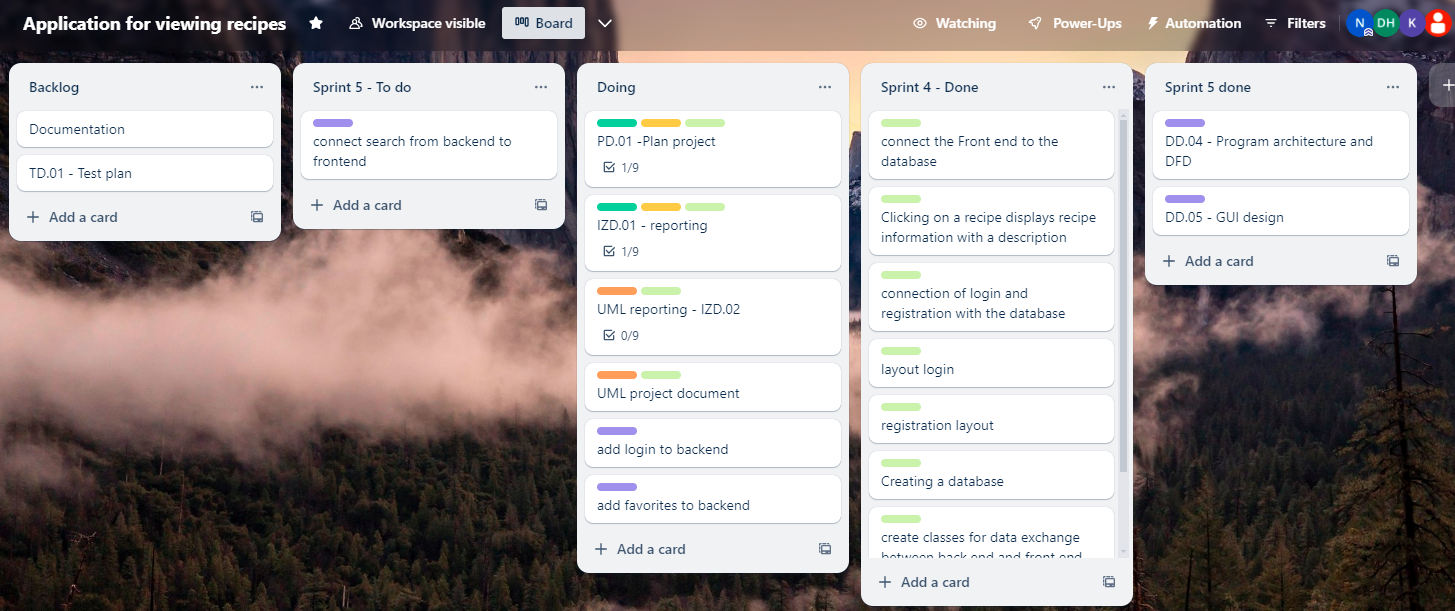 Application for viewing recipes
Workspace visible
Board
Watching
Power-Ups
Automation
Filters
N
DH
K
Backlog
Documentation
TD.01 - Test plan
Add a card
Sprint 5 - To do
connect search from backend to
frontend
Add a card
Doing
PD.01 -Plan project
1/9
IZD.01 - reporting
1/9
UML reporting - IZD.02
0/9
UML project document
add login to backend
add favorites to backend
Add a card
Sprint 4 - Done
connect the Front end to the
database
Clicking on a recipe displays recipe
information with a description
connection of login and
registration with the database
layout login
registration layout
Creating a database
create classes for data exchange
between back end and front end
Add a card
Sprint 5 done
DD.04 - Program architecture and
DFD
DD.05 - GUI design
Add a card